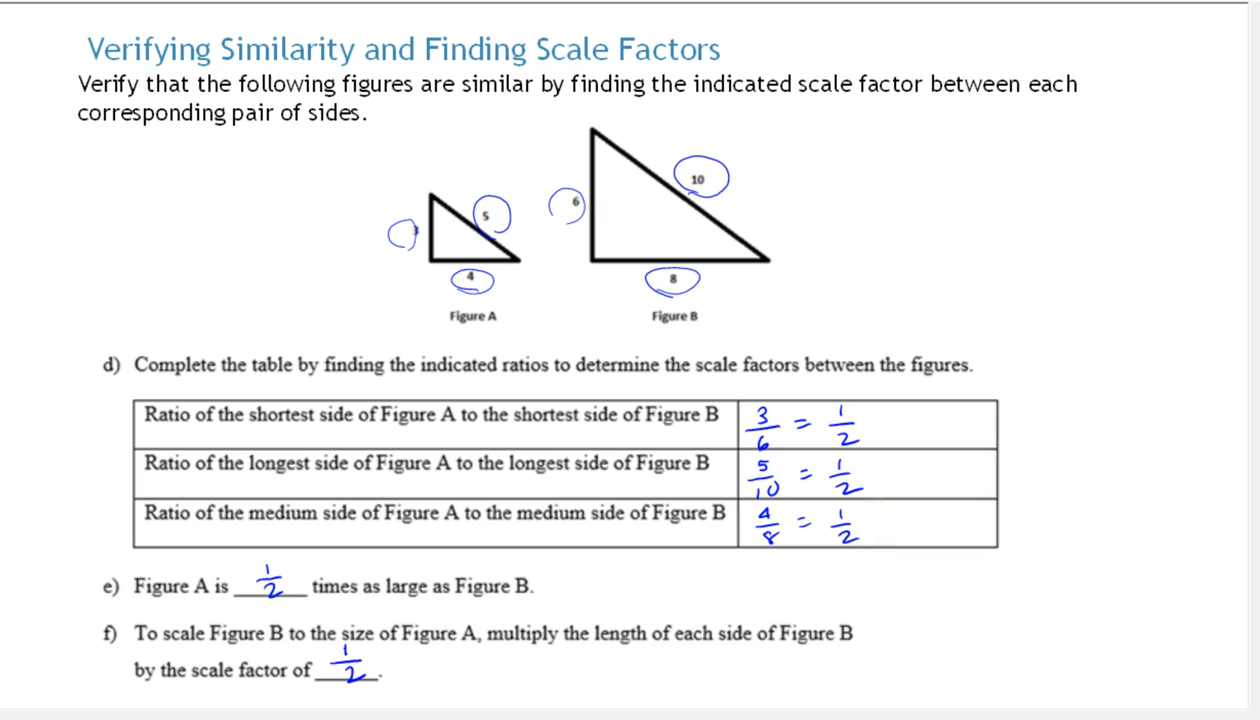 Verifying Similarity and Finding Scale Factors
Verify that the following figures are similar by finding the indicated scale factor between each
corresponding pair of sides.
10
6
5
3
4
8
Figure A
Figure B
d) Complete the table by finding the indicated ratios to determine the scale factors between the figures.
Ratio of the shortest side of Figure A to the shortest side of Figure B 3/6 = 1/2
Ratio of the longest side of Figure A to the longest side of Figure B 5/10 = 1/2
Ratio of the medium side of Figure A to the medium side of Figure B 4/8 = 1/2
e) Figure A is 1/2 times as large as Figure B.
f) To scale Figure B to the size of Figure A, multiply the length of each side of Figure B
by the scale factor of 1/2.